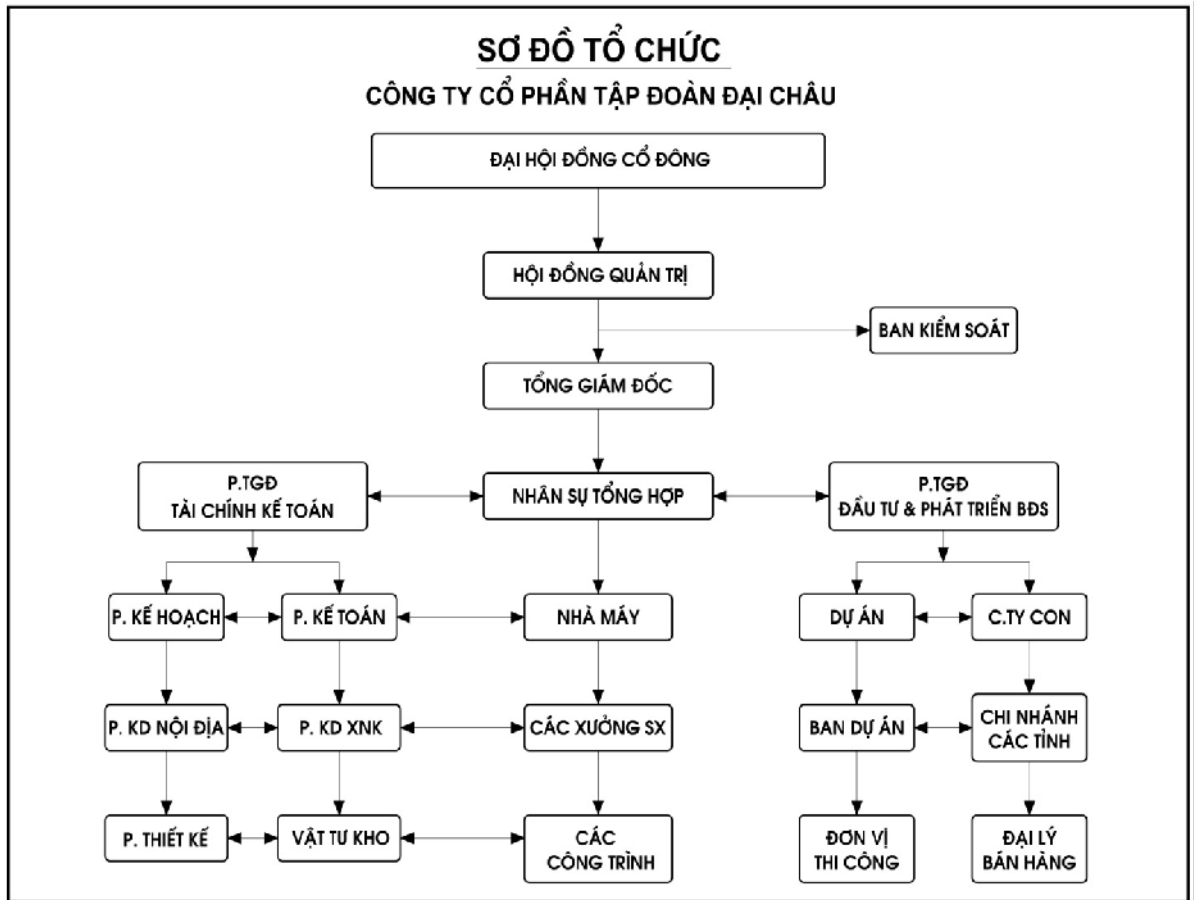 SƠ ĐỒ TỔ CHỨC
CÔNG TY CỔ PHẦN TẬP ĐOÀN ĐẠI CHÂU
ĐẠI HỘI ĐỒNG CỔ ĐÔNG
HỘI ĐỒNG QUẢN TRỊ
BAN KIỂM SOÁT
TỔNG GIÁM ĐỐC
P.TGĐ
TÀI CHÍNH KẾ TOÁN
NHÂN SỰ TỔNG HỢP
P.TGĐ
ĐẦU TƯ & PHÁT TRIỂN BĐS
P. KẾ HOẠCH
P. KẾ TOÁN
NHÀ MÁY
DỰ ÁN
C.TY CON
P. KD NỘI ĐỊA
P. KD XNK
CÁC XƯỞNG SX
BAN DỰ ÁN
CHI NHÁNH
CÁC TỈNH
P. THIẾT KẾ
VẬT TƯ KHO
CÁC
CÔNG TRÌNH
ĐƠN VỊ
THI CÔNG
ĐẠI LÝ
BÁN HÀNG